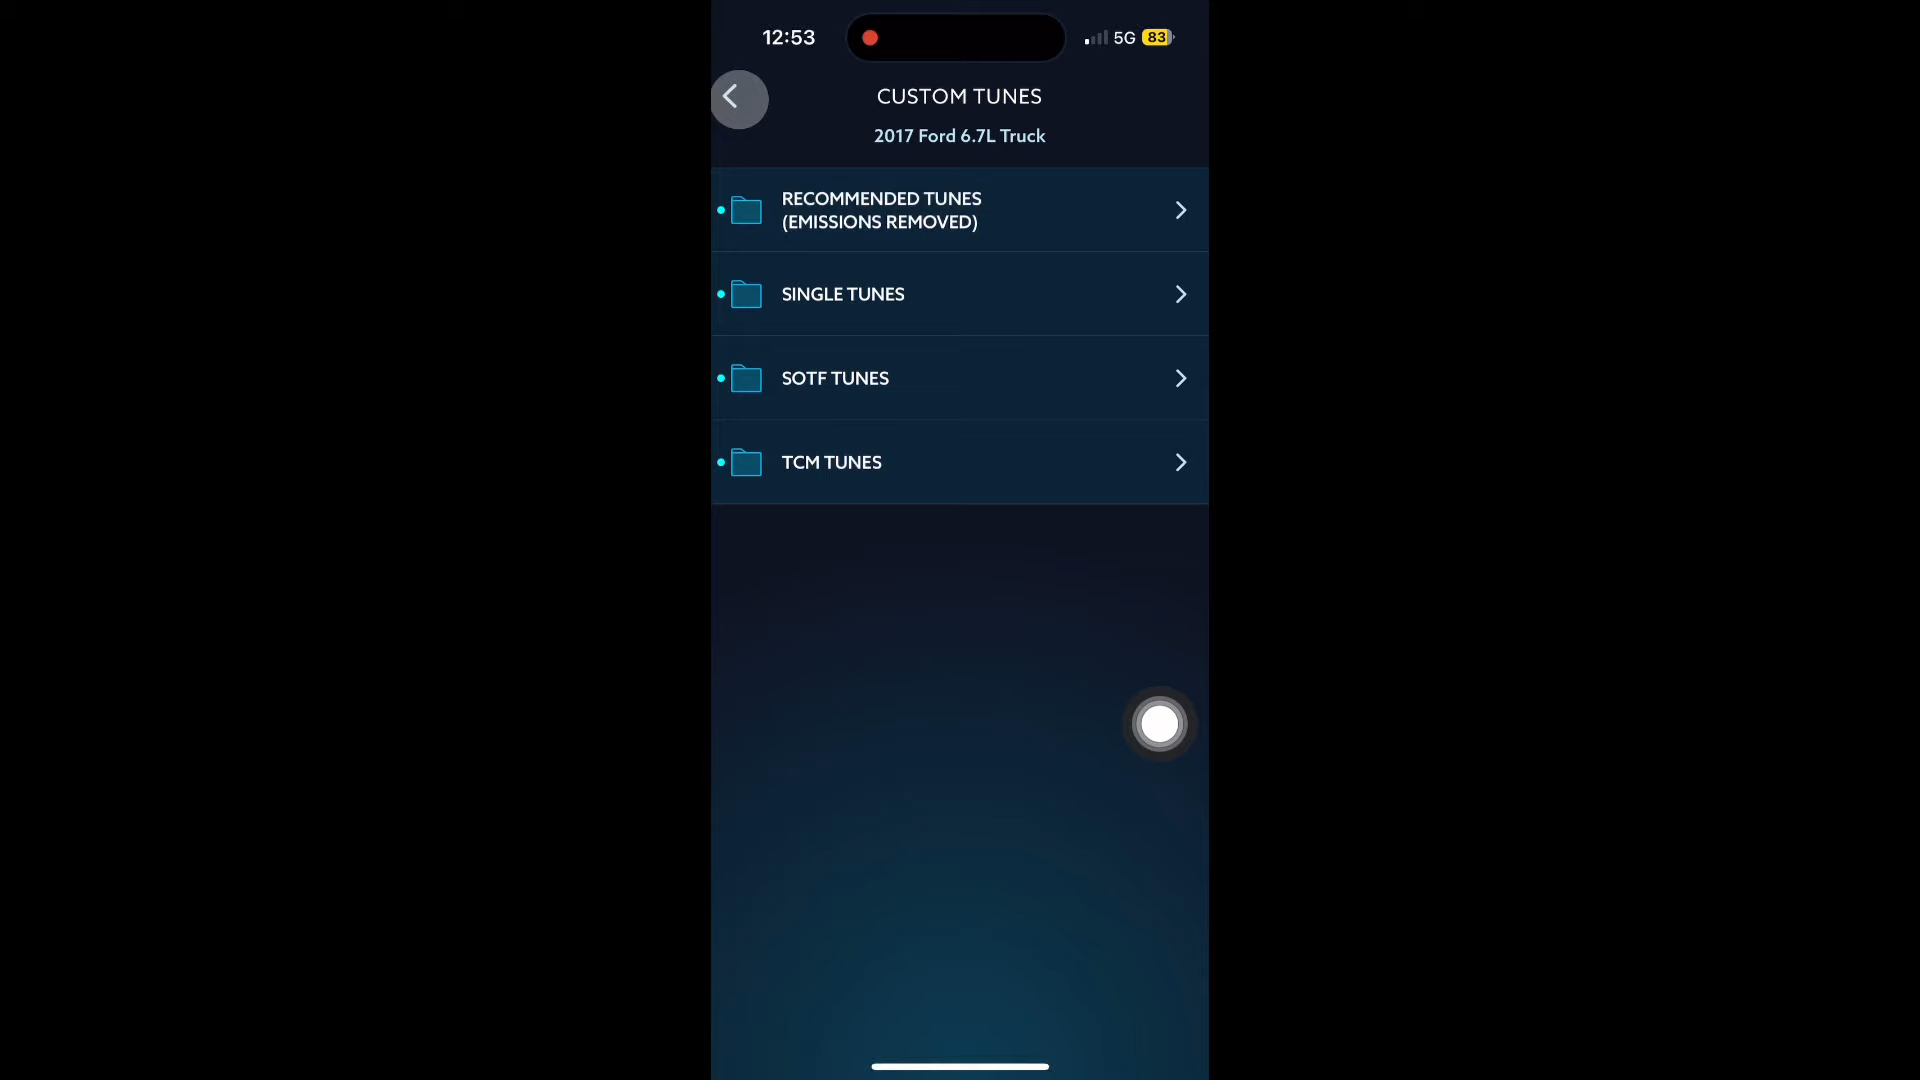 12:53
5G
83
CUSTOM TUNES
2017 Ford 6.7L Truck
RECOMMENDED TUNES
(EMISSIONS REMOVED)
SINGLE TUNES
SOTF TUNES
TCM TUNES